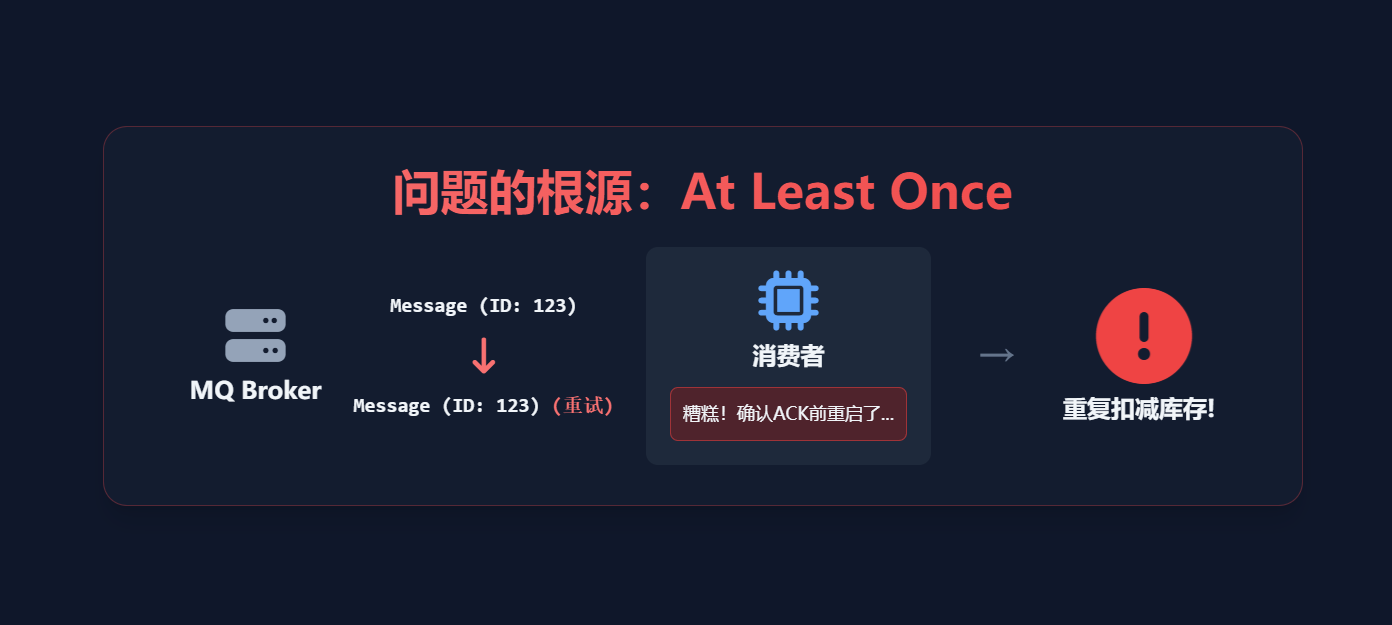 问题的根源：At Least Once
MQ Broker
Message (ID: 123)
Message (ID: 123) (重试)
消费者
糟糕！确认ACK前重启了...
重复扣减库存!